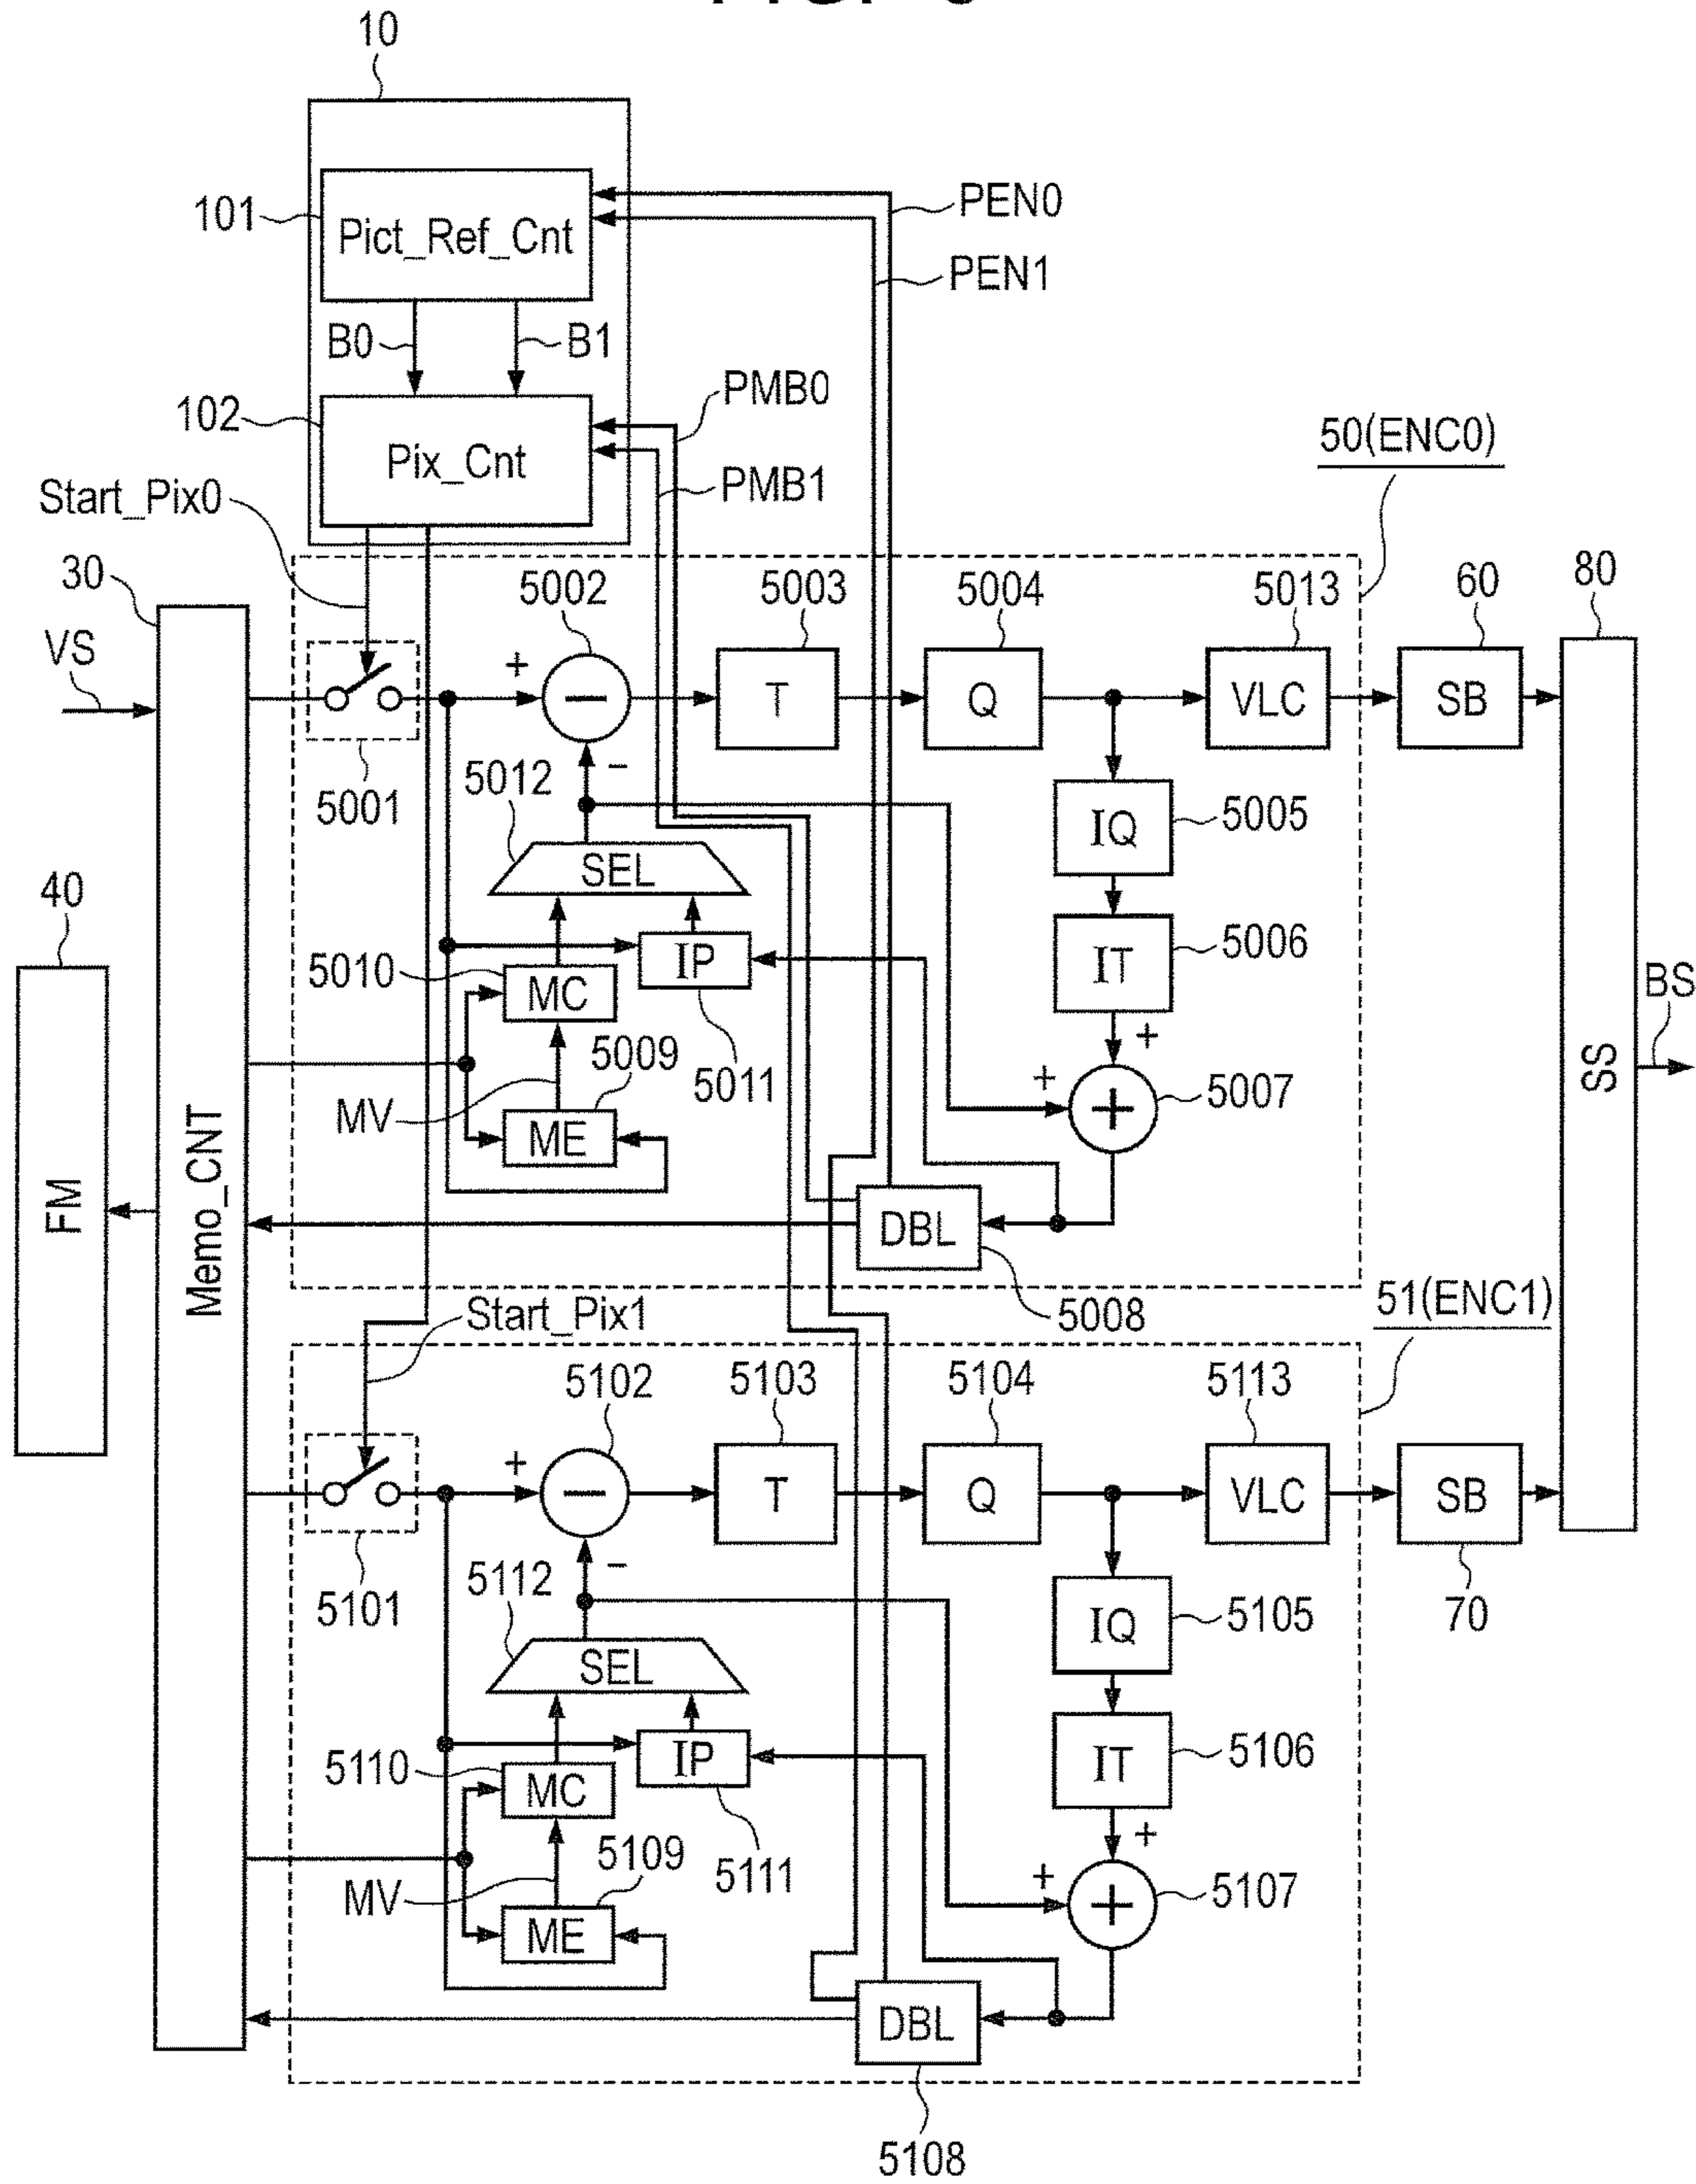 10
101
Pict_Ref_Cnt
PEN0
PEN1
B0
B1
PMB0
102
Pix_Cnt
PMB1
50(ENC0)
Start_Pix0
30
VS
5002
5003
5004
5013
60
80
+
−
T
Q
VLC
SB
5001
5012
−
IQ
5005
SEL
40
5010
MC
IP
IT
5006
BS
5009
5011
+
+
+
5007
SS
MV
ME
FM
Memo_CNT
DBL
5008
51(ENC1)
Start_Pix1
5102
5103
5104
5113
+
−
T
Q
VLC
SB
5101
5112
−
IQ
5105
70
SEL
5110
MC
IP
IT
5106
5109
5111
+
+
+
5107
MV
ME
DBL
5108